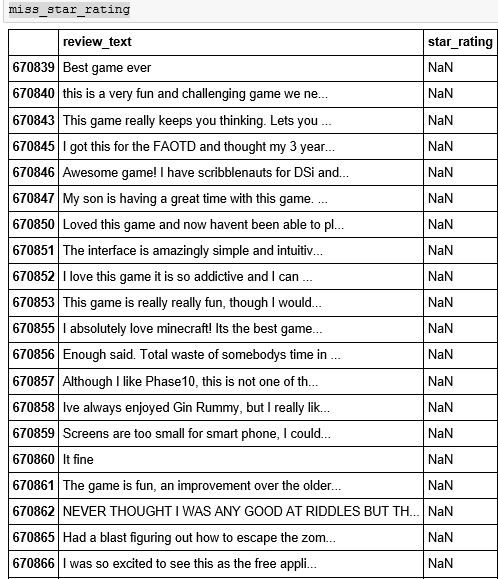 miss_star_rating
review_text star_rating
670839 Best game ever NaN
670840 this is a very fun and challenging game we ne... NaN
670843 This game really keeps you thinking. Lets you ... NaN
670845 I got this for the FAOTD and thought my 3 year... NaN
670846 Awesome game! I have scribblenauts for DSi and... NaN
670847 My son is having a great time with this game. ... NaN
670850 Loved this game and now havent been able to pl... NaN
670851 The interface is amazingly simple and intuitiv... NaN
670852 I love this game it is so addictive and I can ... NaN
670853 This game is really really fun, though I would... NaN
670855 I absolutely love minecraft! Its the best game... NaN
670856 Enough said. Total waste of somebodys time in ... NaN
670857 Although I like Phase10, this is not one of th... NaN
670858 Ive always enjoyed Gin Rummy, but I really lik... NaN
670859 Screens are too small for smart phone, I could... NaN
670860 It fine NaN
670861 The game is fun, an improvement over the older... NaN
670862 NEVER THOUGHT I WAS ANY GOOD AT RIDDLES BUT TH... NaN
670865 Had a blast figuring out how to escape the zom... NaN
670866 I was so excited to see this as the free appli... NaN